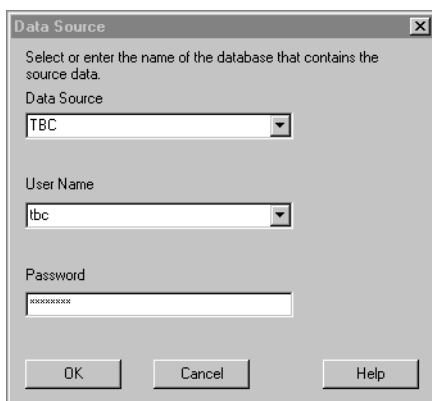 Data Source
Select or enter the name of the database that contains the
source data.
Data Source
TBC
User Name
tbc
Password
********
OK Cancel Help